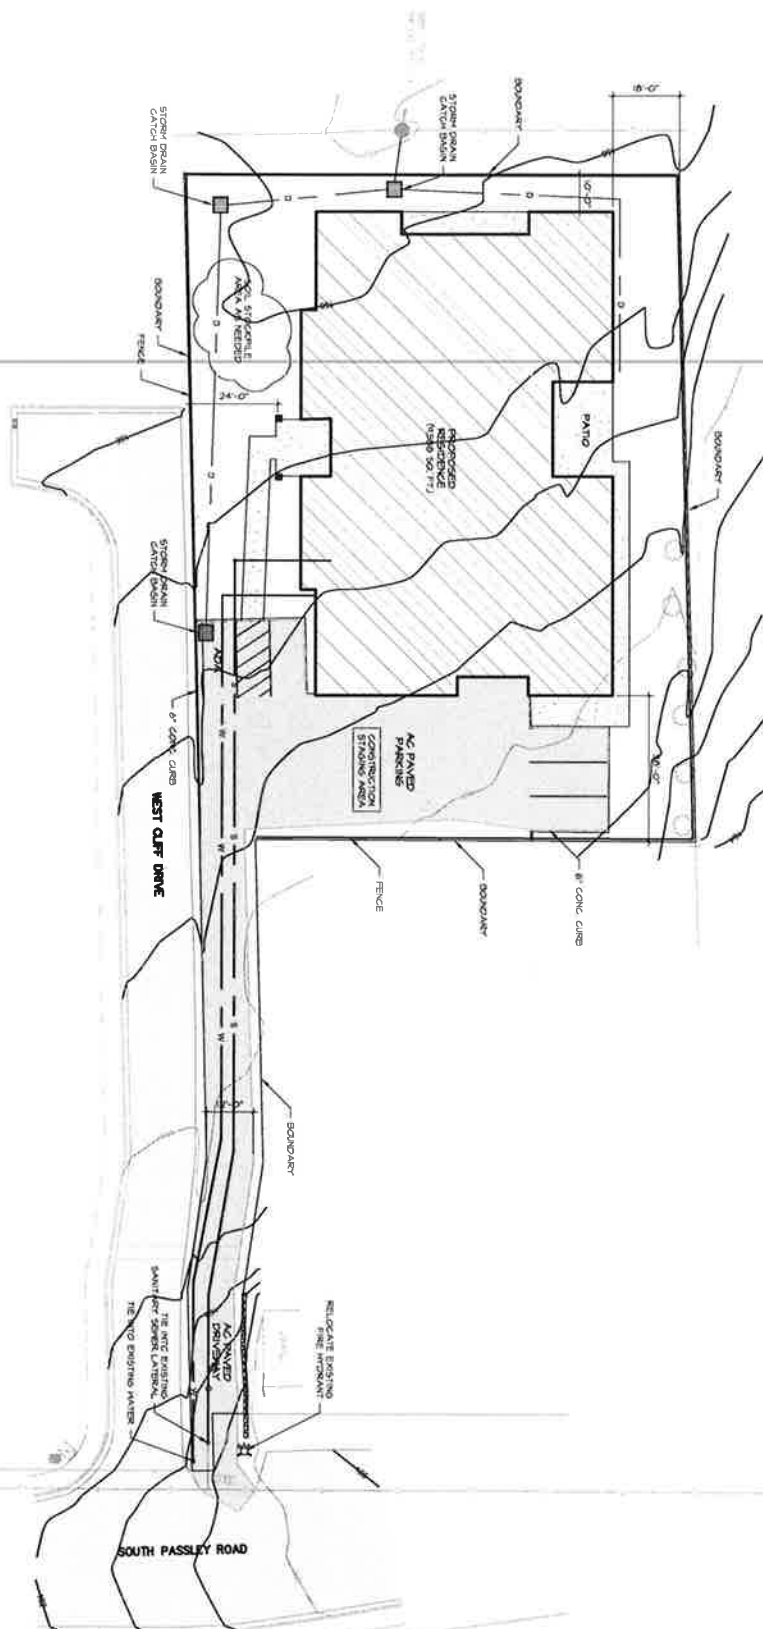 18'-0"
BOUNDARY
STORM DRAIN
CATCH BASIN
STORM DRAIN
CATCH BASIN
10'-0"
D
D
D
SOIL STOCKPILE
AREA AS NEEDED
D
BOUNDARY
FENCE
24'-0"
PROPOSED
RESIDENCE
PATIO
BOUNDARY
D
STORM DRAIN
CATCH BASIN
ADA
6" CONC. CURB
S
W
AC PAVED
PARKING
CONSTRUCTION
STAGING AREA
WEST CLIFF DRIVE
FENCE
BOUNDARY
6" CONC. CURB
S
W
S
W
BOUNDARY
RELOCATE EXISTING
FIRE HYDRANT
AC PAVED
DRIVEWAY
TIE INTO EXISTING
SANITARY SEWER LATERAL
TIE INTO EXISTING WATER
SOUTH PASSLEY ROAD